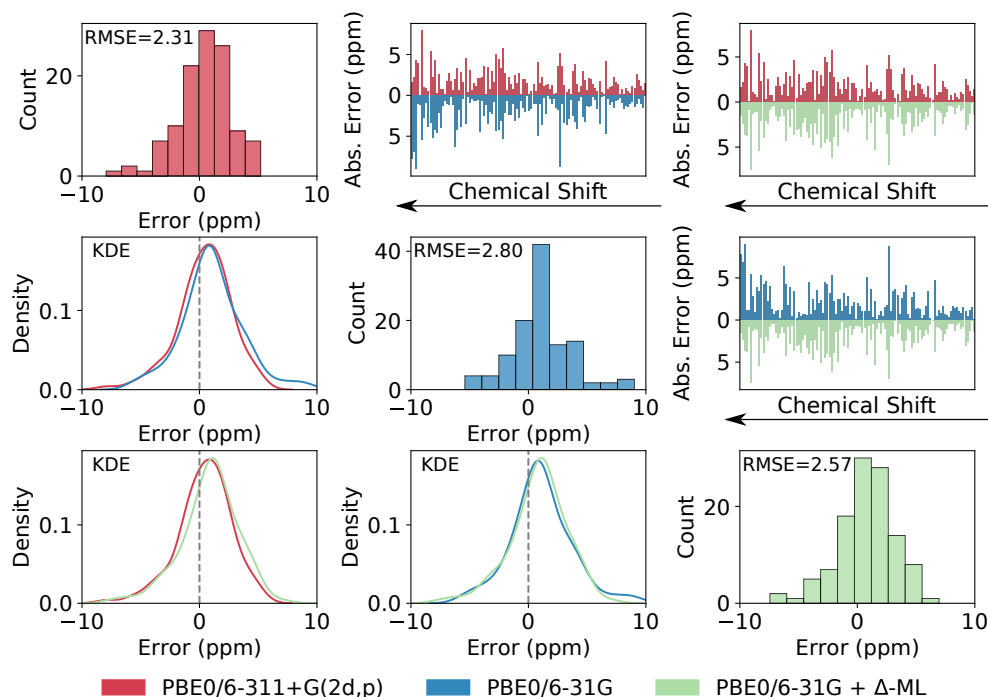 RMSE=2.31
Count
20
0
−10 0 10
Error (ppm)
Abs. Error (ppm)
5
0
5
Chemical Shift
Abs. Error (ppm)
5
0
5
Chemical Shift
KDE
Density
0.1
0.0
−10 0 10
Error (ppm)
RMSE=2.80
Count
40
20
0
−10 0 10
Error (ppm)
Abs. Error (ppm)
5
0
5
Chemical Shift
KDE
Density
0.1
0.0
−10 0 10
Error (ppm)
KDE
Density
0.1
0.0
−10 0 10
Error (ppm)
RMSE=2.57
Count
20
0
−10 0 10
Error (ppm)
PBE0/6-311+G(2d,p) PBE0/6-31G PBE0/6-31G + Δ-ML